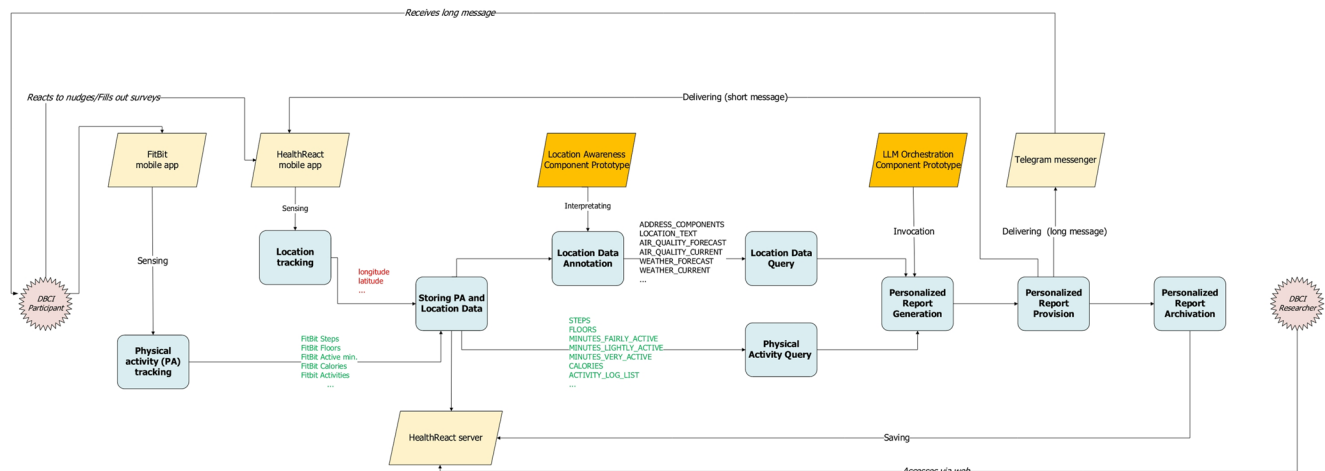 Receives long message
Reacts to nudges/Fills out surveys
Delivering (short message)
FitBit
mobile app
HealthReact
mobile app
Location Awareness
Component Prototype
LLM Orchestration
Component Prototype
Telegram messenger
Sensing
Interpretating
Sensing
Invocation
Delivering (long message)
Location
tracking
Location Data
Annotation
ADDRESS_COMPONENTS
LOCATION_TEXT
AIR_QUALITY_FORECAST
AIR_QUALITY_CURRENT
WEATHER_FORECAST
WEATHER_CURRENT
...
Location Data
Query
longitude
latitude
...
DBCI
Participant
Storing PA and
Location Data
Personalized
Report
Generation
Personalized
Report
Provision
Personalized
Report
Archivation
DBCI
Researcher
Physical
activity (PA)
tracking
FitBit Steps
FitBit Floors
FitBit Active min.
FitBit Calories
Fitbit Activities
...
STEPS
FLOORS
MINUTES_FAIRLY_ACTIVE
MINUTES_LIGHTLY_ACTIVE
MINUTES_VERY_ACTIVE
CALORIES
ACTIVITY_LOG_LIST
...
Physical
Activity Query
HealthReact server
Saving
Accesses via web